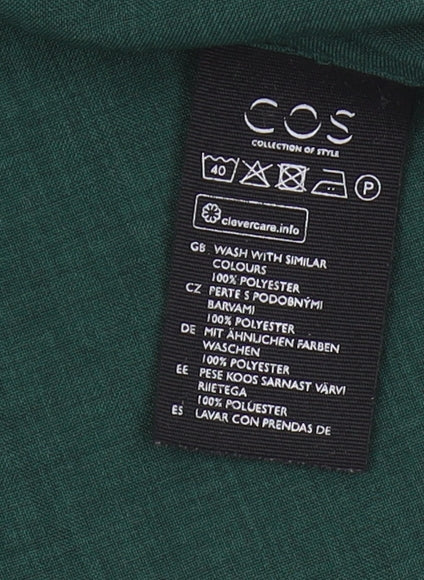 COS
COLLECTION OF STYLE
40 P
clevercare.info
GB WASH WITH SIMILAR
COLOURS
100% POLYESTER
CZ PERTE S PODOBNÝMI
BARVAMI
100% POLYESTER
DE MIT ÄHNLICHEN FARBEN
WASCHEN
100% POLYESTER
EE PESE KOOS SARNAST VÄRVI
RIIETEGA
100% POLÜESTER
ES LAVAR CON PRENDAS DE